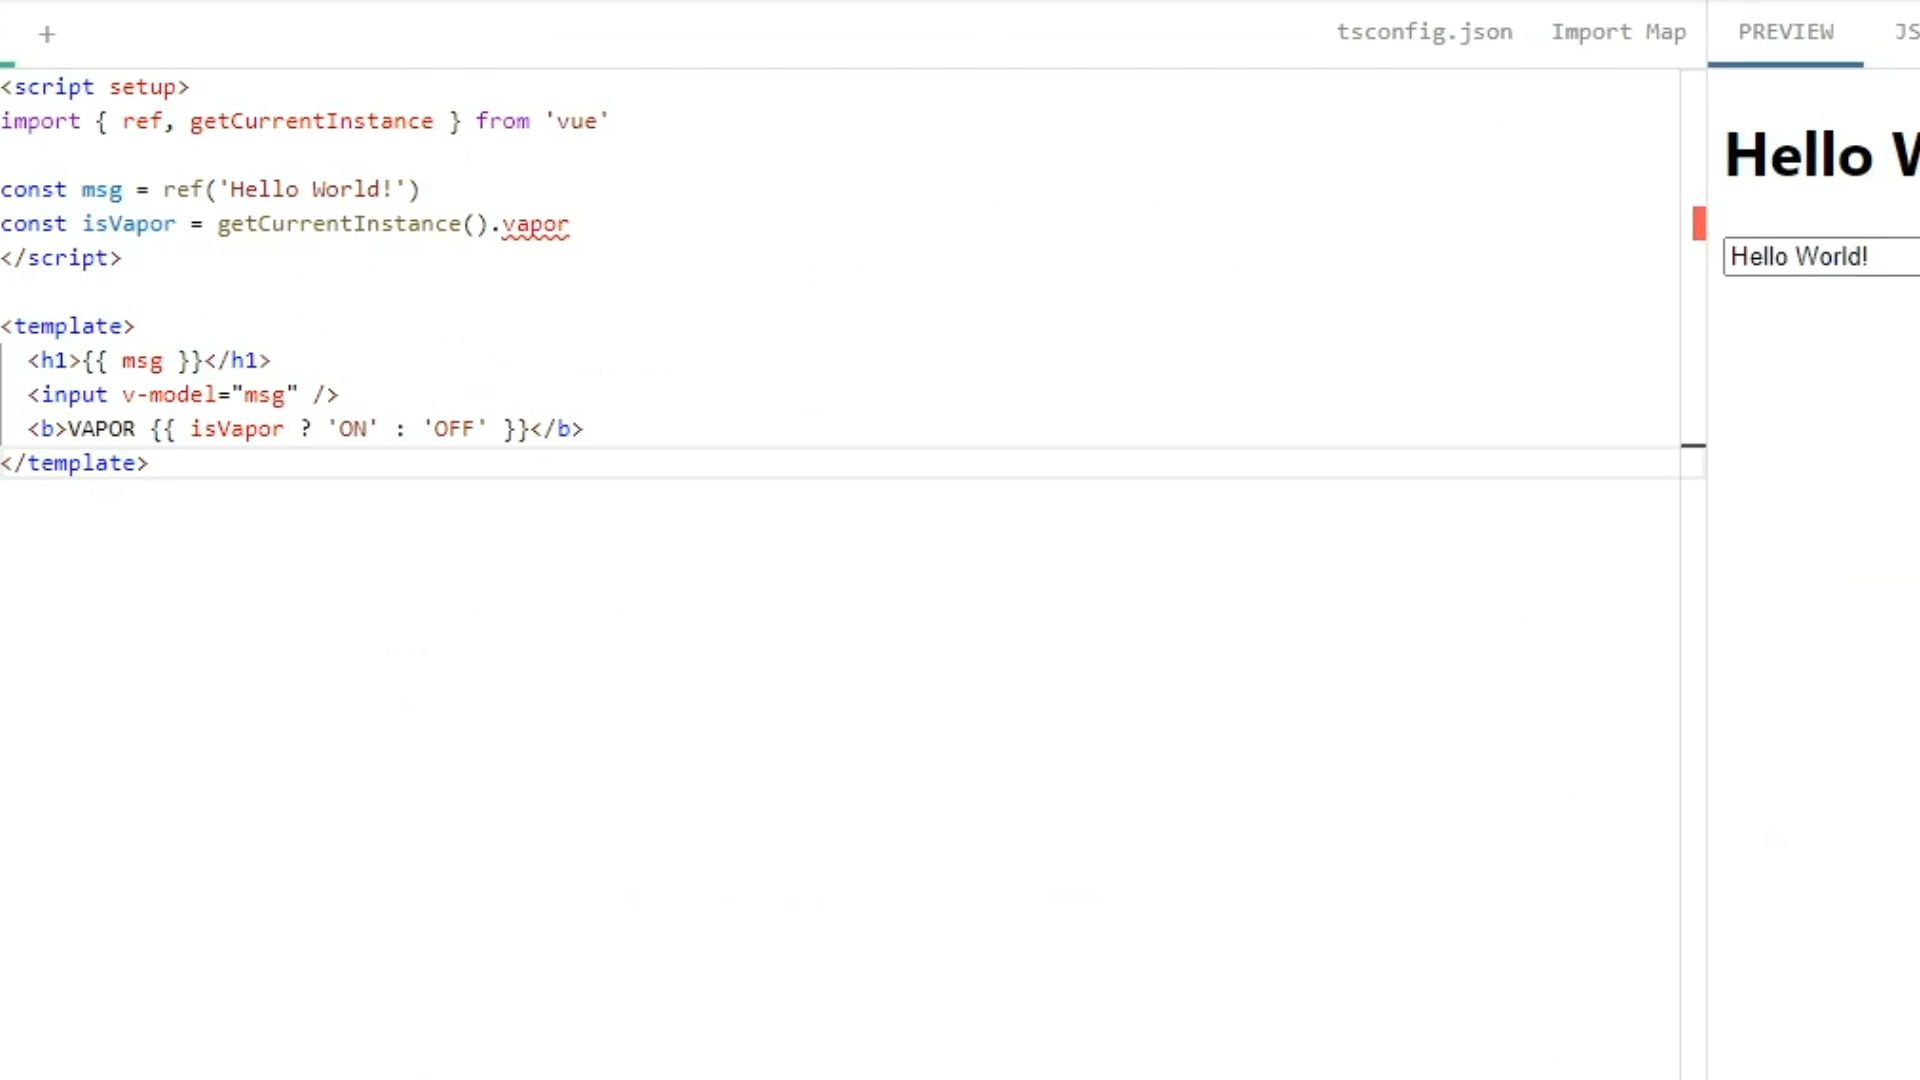 + tsconfig.json Import Map PREVIEW JS
<script setup>
import { ref, getCurrentInstance } from 'vue'
const msg = ref('Hello World!')
const isVapor = getCurrentInstance().vapor
</script>
<template>
<h1>{{ msg }}</h1>
<input v-model="msg" />
<b>VAPOR {{ isVapor ? 'ON' : 'OFF' }}</b>
</template>
Hello
Hello World!